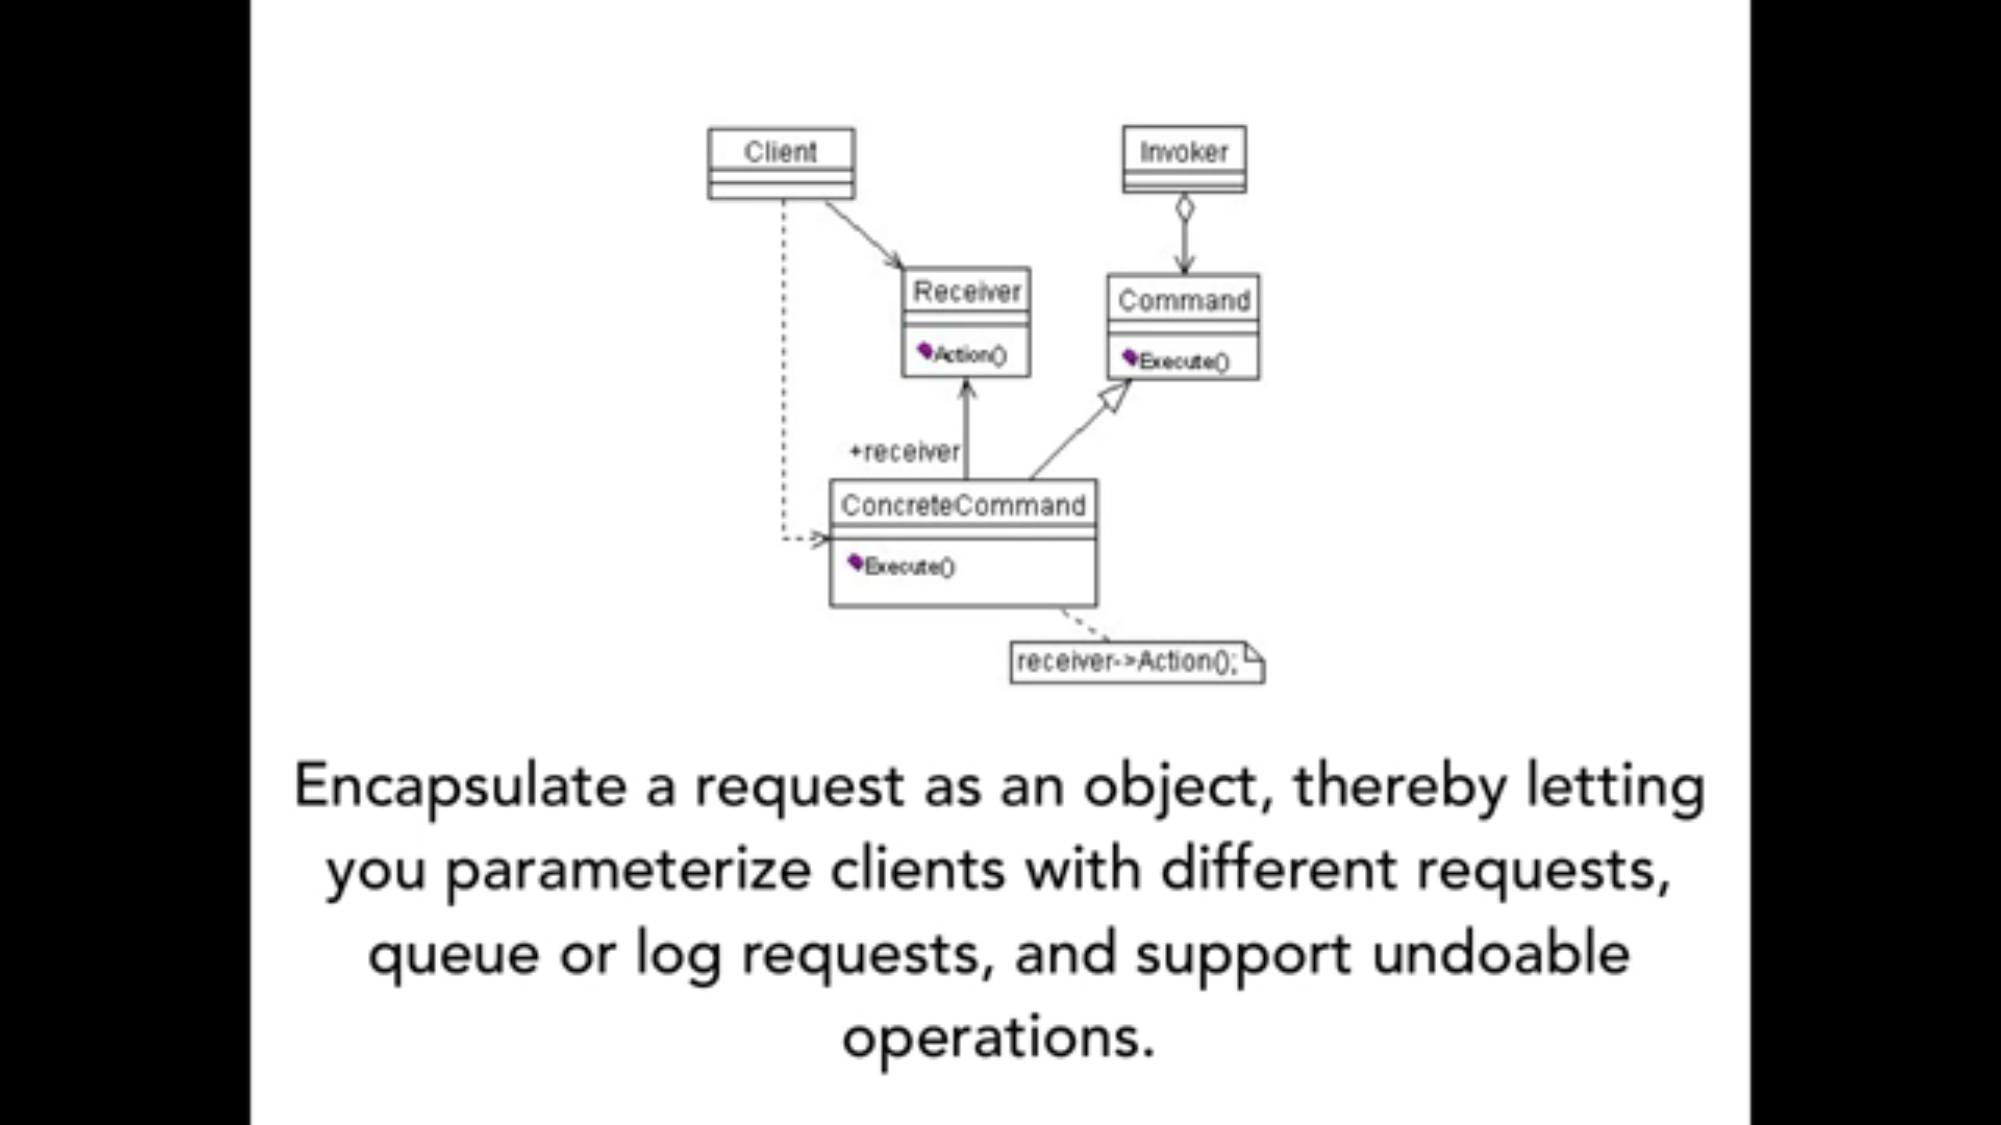 Client
Invoker
Receiver
Action()
Command
Execute()
+receiver
ConcreteCommand
Execute()
receiver->Action();
Encapsulate a request as an object, thereby letting
you parameterize clients with different requests,
queue or log requests, and support undoable
operations.